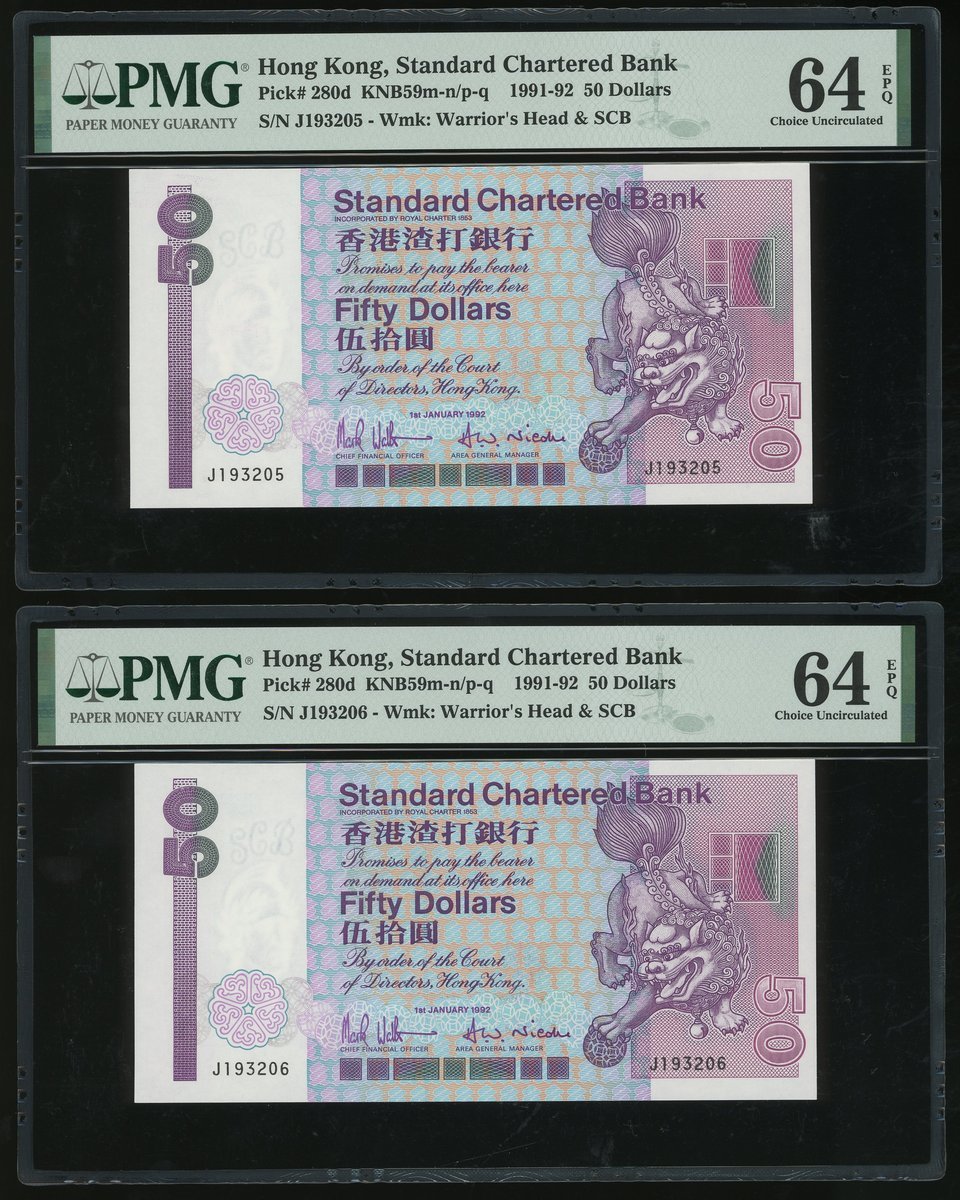 PMG®
PAPER MONEY GUARANTY
Hong Kong, Standard Chartered Bank
Pick# 280d KNB59m-n/p-q 1991-92 50 Dollars
S/N J193205 - Wmk: Warrior's Head & SCB
64 EPQ
Choice Uncirculated
50
SCB
Standard Chartered Bank
INCORPORATED BY ROYAL CHARTER 1853
香港渣打銀行
Promises to pay the bearer
on demand at its office here
Fifty Dollars
伍拾圓
By order of the Court
of Directors, Hong Kong.
1st JANUARY 1992
CHIEF FINANCIAL OFFICER AREA GENERAL MANAGER
J193205
J193205
50
PMG®
PAPER MONEY GUARANTY
Hong Kong, Standard Chartered Bank
Pick# 280d KNB59m-n/p-q 1991-92 50 Dollars
S/N J193206 - Wmk: Warrior's Head & SCB
64 EPQ
Choice Uncirculated
50
SCB
Standard Chartered Bank
INCORPORATED BY ROYAL CHARTER 1853
香港渣打銀行
Promises to pay the bearer
on demand at its office here
Fifty Dollars
伍拾圓
By order of the Court
of Directors, Hong Kong.
1st JANUARY 1992
CHIEF FINANCIAL OFFICER AREA GENERAL MANAGER
J193206
J193206
50